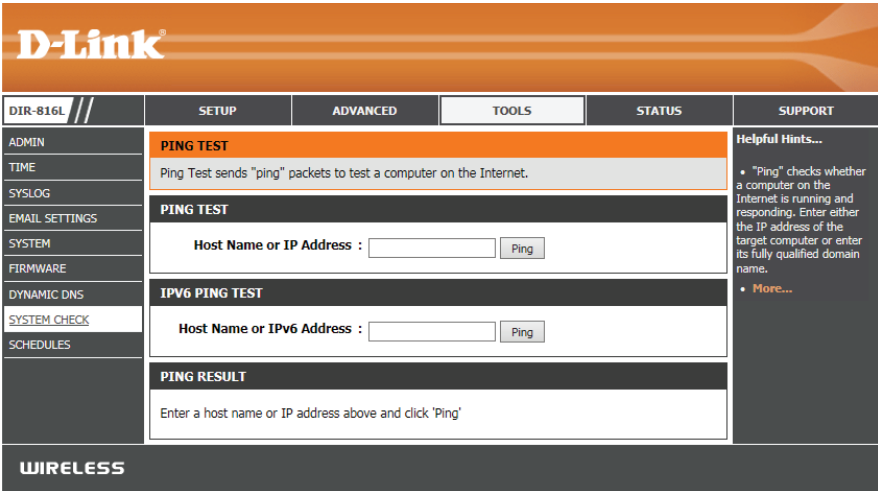 D-Link®
DIR-816L
SETUP
ADVANCED
TOOLS
STATUS
SUPPORT
ADMIN
TIME
SYSLOG
EMAIL SETTINGS
SYSTEM
FIRMWARE
DYNAMIC DNS
SYSTEM CHECK
SCHEDULES
PING TEST
Ping Test sends "ping" packets to test a computer on the Internet.
PING TEST
Host Name or IP Address :
Ping
IPV6 PING TEST
Host Name or IPv6 Address :
Ping
PING RESULT
Enter a host name or IP address above and click 'Ping'
Helpful Hints...
• "Ping" checks whether
a computer on the
Internet is running and
responding. Enter either
the IP address of the
target computer or enter
its fully qualified domain
name.
• More...
WIRELESS